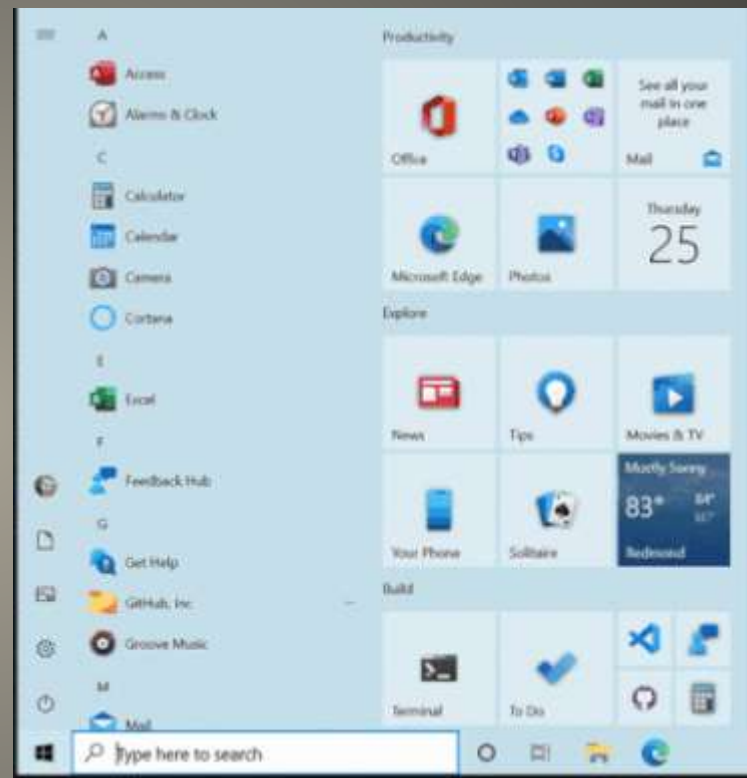 A
Access
Alarms & Clock
C
Calculator
Calendar
Camera
Cortana
E
Excel
F
Feedback Hub
G
Get Help
GitHub, Inc
Groove Music
M
Mail
Productivity
Office
See all your
mail in one
place
Mail
Microsoft Edge
Photos
Thursday
25
Explore
News
Tips
Movies & TV
Your Phone
Solitaire
Mostly Sunny
83°
84°
Redmond
Build
Terminal
To Do
Type here to search